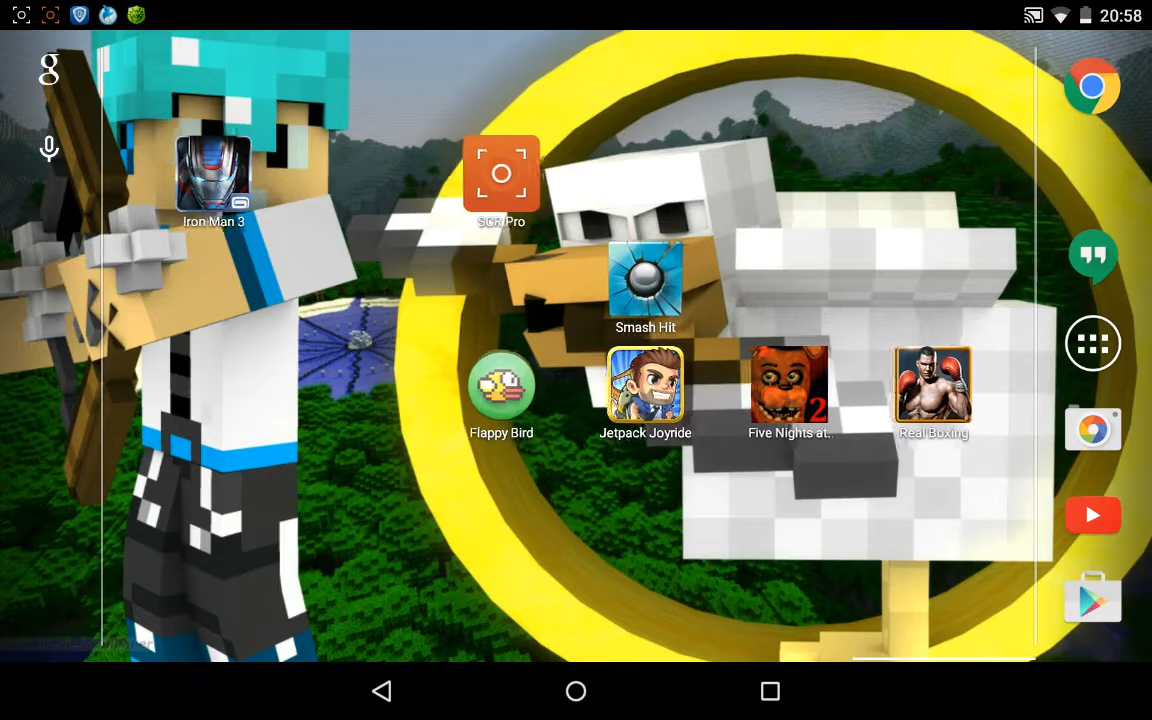 20:58
g
Iron Man 3
SCR Pro
Smash Hit
2
Flappy Bird
Jetpack Joyride
Five Nights at..
Real Boxing